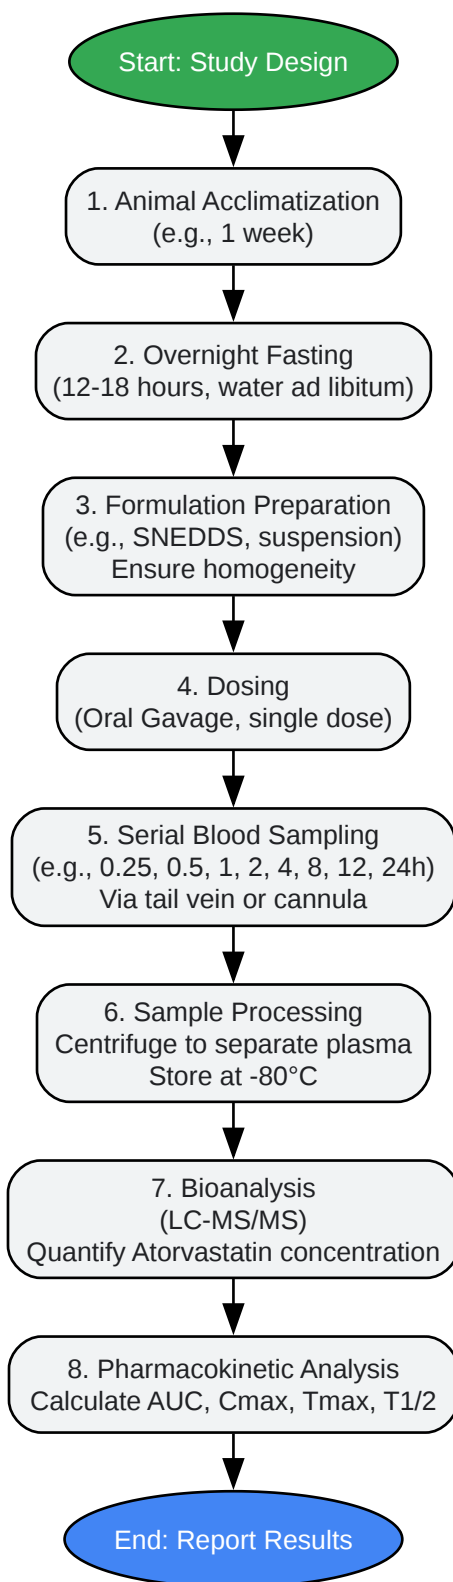 Start: Study Design
1. Animal Acclimatization
(e.g., 1 week)
2. Overnight Fasting
(12-18 hours, water ad libitum)
3. Formulation Preparation
(e.g., SNEDDS, suspension)
Ensure homogeneity
4. Dosing
(Oral Gavage, single dose)
5. Serial Blood Sampling
(e.g., 0.25, 0.5, 1, 2, 4, 8, 12, 24h)
Via tail vein or cannula
6. Sample Processing
Centrifuge to separate plasma
Store at -80°C
7. Bioanalysis
(LC-MS/MS)
Quantify Atorvastatin concentration
8. Pharmacokinetic Analysis
Calculate AUC, Cmax, Tmax, T1/2
End: Report Results